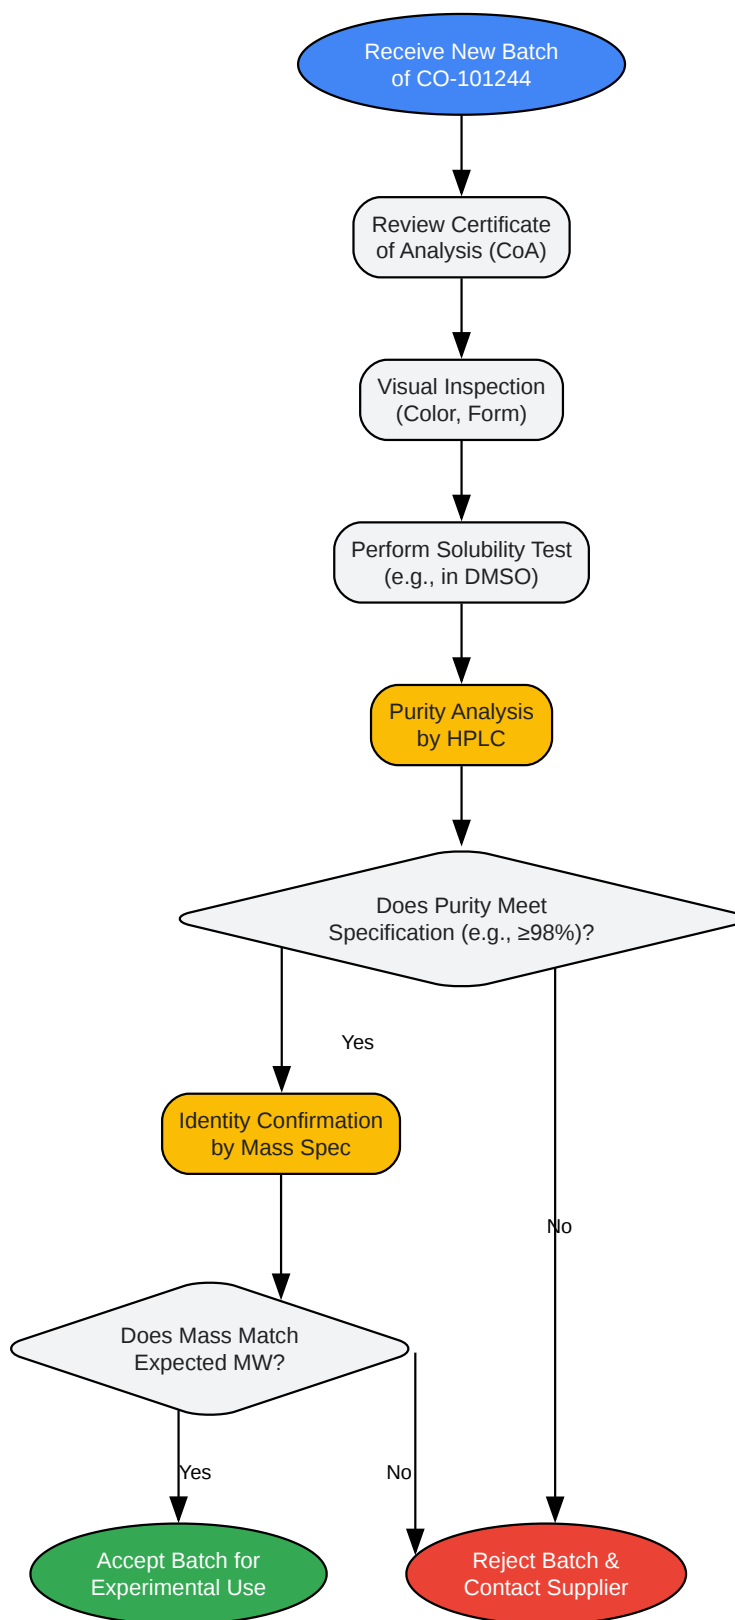 Receive New Batch
of CO-101244
Review Certificate
of Analysis (CoA)
Visual Inspection
(Color, Form)
Perform Solubility Test
(e.g., in DMSO)
Purity Analysis
by HPLC
Does Purity Meet
Specification (e.g., ≥98%)?
Yes
Identity Confirmation
by Mass Spec
No
Does Mass Match
Expected MW?
Yes
No
Accept Batch for
Experimental Use
Reject Batch &
Contact Supplier